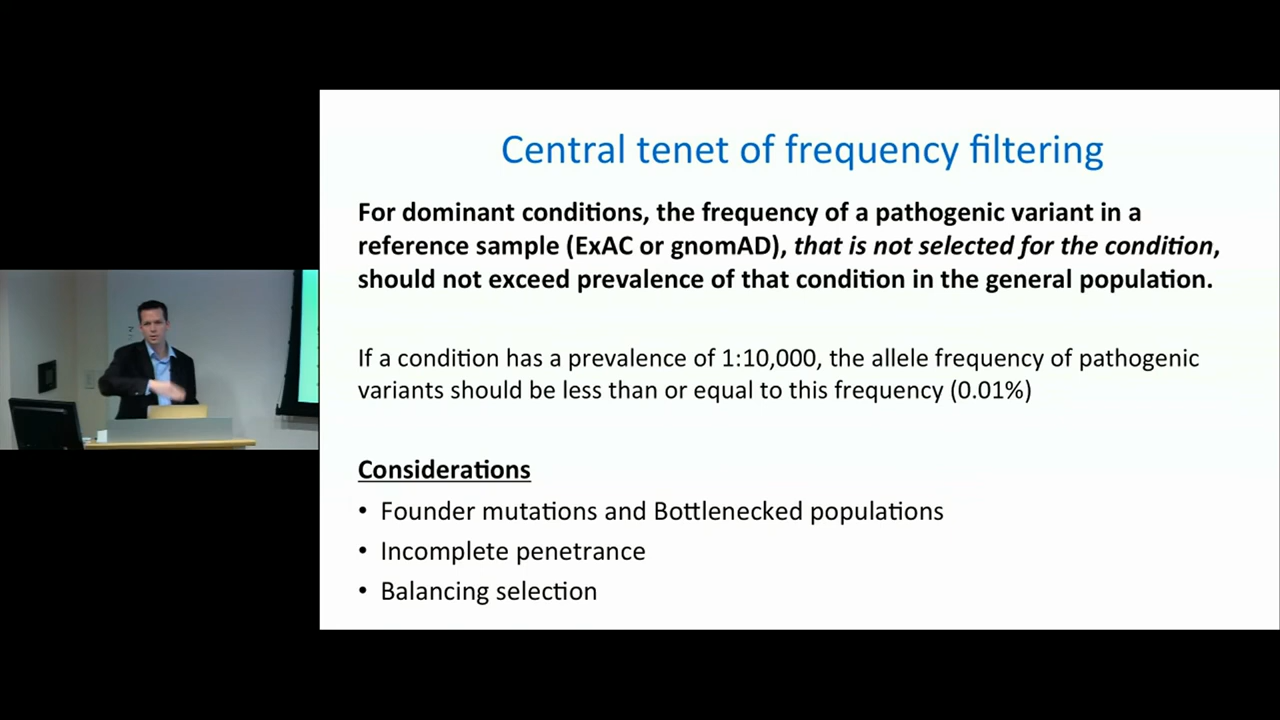 Central tenet of frequency filtering
For dominant conditions, the frequency of a pathogenic variant in a
reference sample (ExAC or gnomAD), that is not selected for the condition,
should not exceed prevalence of that condition in the general population.
If a condition has a prevalence of 1:10,000, the allele frequency of pathogenic
variants should be less than or equal to this frequency (0.01%)
Considerations
• Founder mutations and Bottlenecked populations
• Incomplete penetrance
• Balancing selection